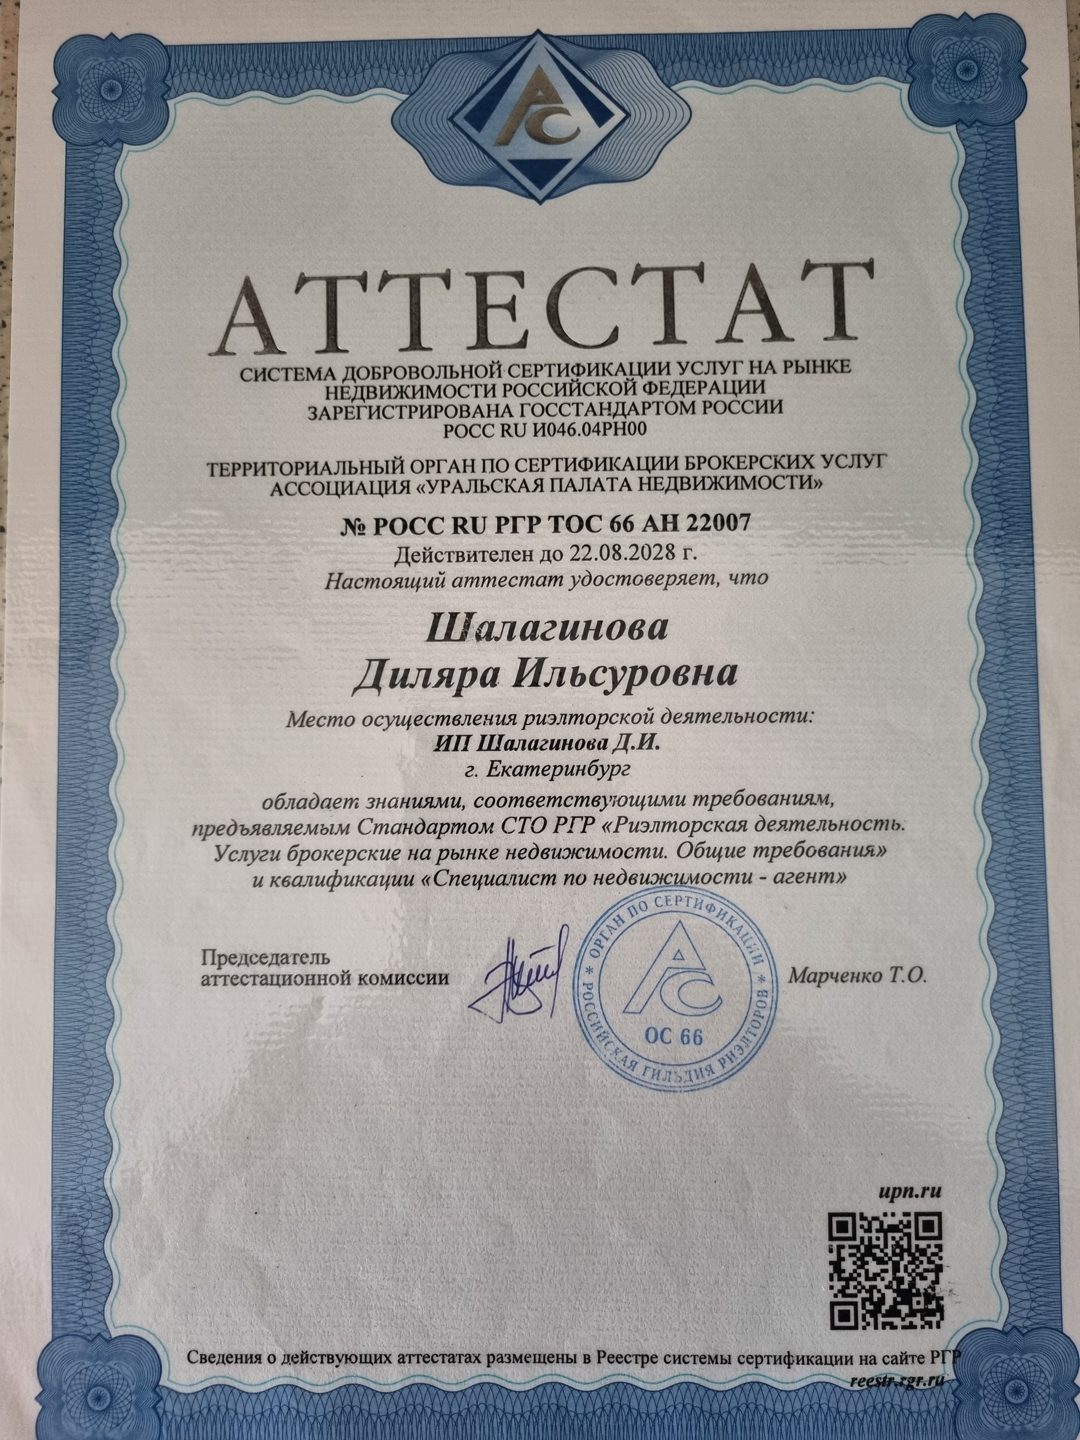 АС
АТТЕСТАТ
СИСТЕМА ДОБРОВОЛЬНОЙ СЕРТИФИКАЦИИ УСЛУГ НА РЫНКЕ
НЕДВИЖИМОСТИ РОССИЙСКОЙ ФЕДЕРАЦИИ
ЗАРЕГИСТРИРОВАНА ГОССТАНДАРТОМ РОССИИ
РОСС RU И046.04РН00
ТЕРРИТОРИАЛЬНЫЙ ОРГАН ПО СЕРТИФИКАЦИИ БРОКЕРСКИХ УСЛУГ
АССОЦИАЦИЯ «УРАЛЬСКАЯ ПАЛАТА НЕДВИЖИМОСТИ»
№ РОСС RU РГР ТОС 66 АН 22007
Действителен до 22.08.2028 г.
Настоящий аттестат удостоверяет, что
Шалагинова
Диляра Ильсуровна
Место осуществления риэлторской деятельности:
ИП Шалагинова Д.И.
г. Екатеринбург
обладает знаниями, соответствующими требованиям,
предъявляемым Стандартом СТО РГР «Риэлторская деятельность.
Услуги брокерские на рынке недвижимости. Общие требования»
и квалификации «Специалист по недвижимости - агент»
Председатель
аттестационной комиссии
* ОРГАН ПО СЕРТИФИКАЦИИ *
АС
ОС 66
РОССИЙСКАЯ ГИЛЬДИЯ РИЭЛТОРОВ
Марченко Т.О.
upn.ru
Сведения о действующих аттестатах размещены в Реестре системы сертификации на сайте РГР
reestr.rgr.ru